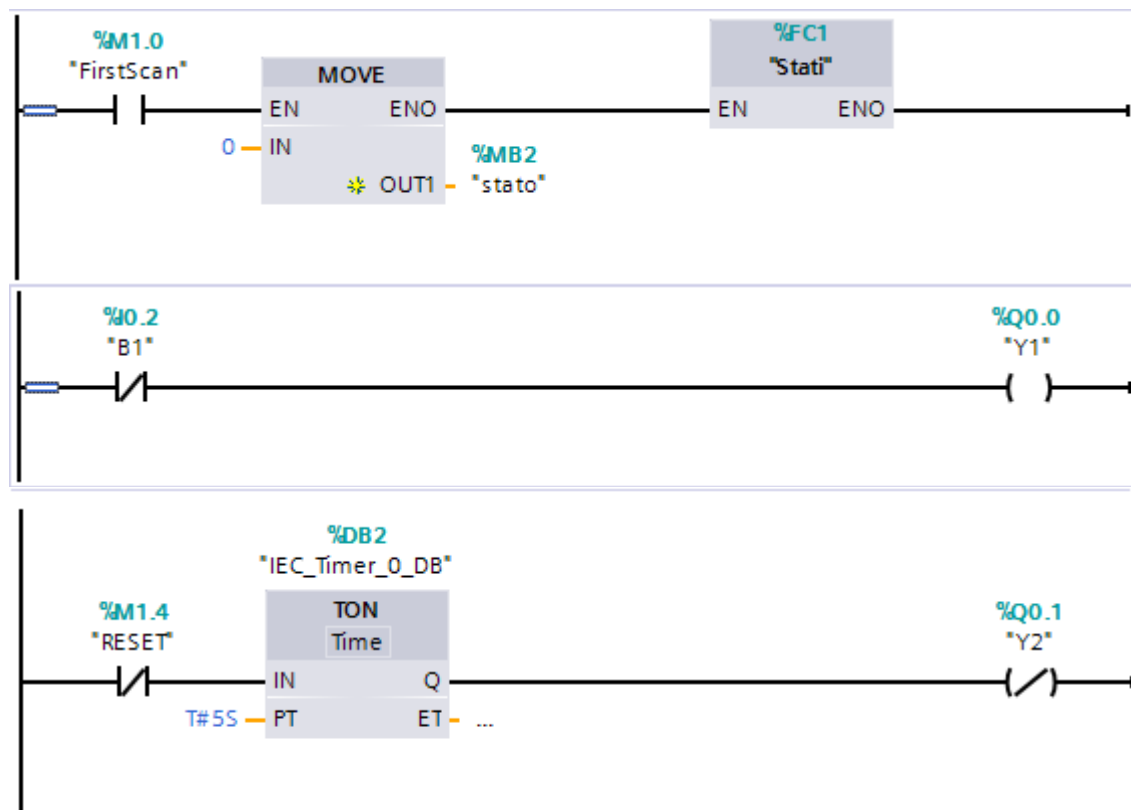 %M1.0
"FirstScan"
MOVE
EN
ENO
0
IN
OUT1
%MB2
"stato"
%FC1
"Stati"
EN
ENO
%I0.2
"B1"
%Q0.0
"Y1"
%DB2
"IEC_Timer_0_DB"
%M1.4
"RESET"
TON
Time
IN
Q
T#5S
PT
ET
...
%Q0.1
"Y2"